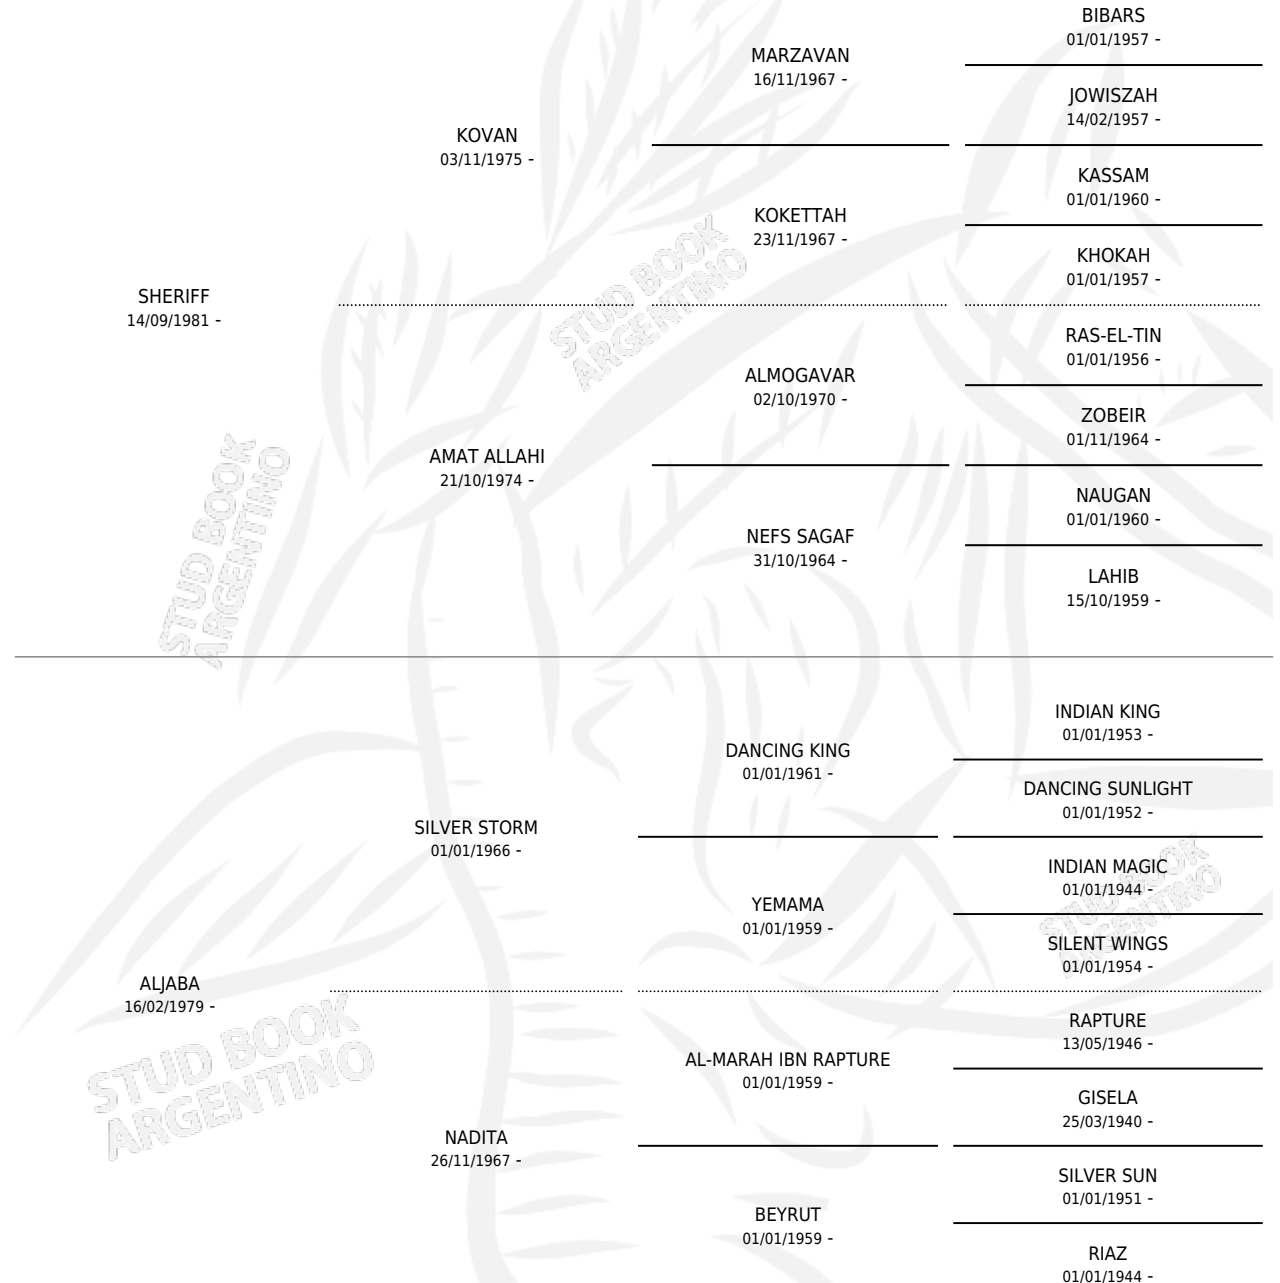 BIBARS
01/01/1957 -
MARZAVAN
16/11/1967 -
JOWISZAH
14/02/1957 -
KOVAN
03/11/1975 -
KASSAM
01/01/1960 -
KOKETTAH
23/11/1967 -
KHOKAH
01/01/1957 -
SHERIFF
14/09/1981 -
RAS-EL-TIN
01/01/1956 -
ALMOGAVAR
02/10/1970 -
ZOBEIR
01/11/1964 -
AMAT ALLAHI
21/10/1974 -
NAUGAN
01/01/1960 -
NEFS SAGAF
31/10/1964 -
LAHIB
15/10/1959 -
STUD BOOK
ARGENTINO
STUD BOOK
ARGENTINO
INDIAN KING
01/01/1953 -
DANCING KING
01/01/1961 -
DANCING SUNLIGHT
01/01/1952 -
SILVER STORM
01/01/1966 -
INDIAN MAGIC
01/01/1944 -
YEMAMA
01/01/1959 -
SILENT WINGS
01/01/1954 -
STUD BOOK
ARGENTINO
ALJABA
16/02/1979 -
RAPTURE
13/05/1946 -
AL-MARAH IBN RAPTURE
01/01/1959 -
GISELA
25/03/1940 -
STUD BOOK
ARGENTINO
NADITA
26/11/1967 -
SILVER SUN
01/01/1951 -
BEYRUT
01/01/1959 -
RIAZ
01/01/1944 -